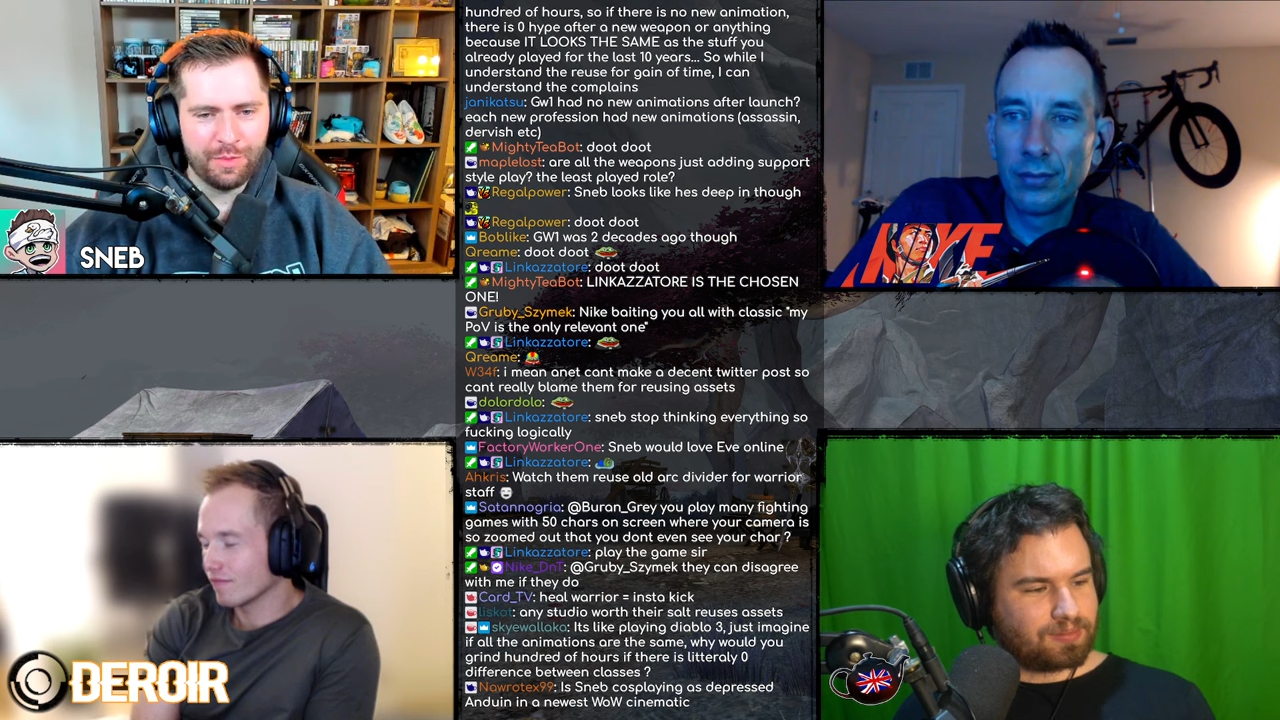 hundred of hours, so if there is no new animation,
there is 0 hype after a new weapon or anything
because IT LOOKS THE SAME as the stuff you
already played for the last 10 years... So while I
understand the reuse for gain of time, I can
understand the complains
janikatsu: Gw1 had no new animations after launch?
each new profession had new animations (assassin,
dervish etc)
MightyTeaBot: doot doot
maplelost: are all the weapons just adding support
style play? the least played role?
Regalpower: Sneb looks like hes deep in though
Regalpower: doot doot
Boblike: GW1 was 2 decades ago though
Qreame: doot doot
Linkazzatore: doot doot
MightyTeaBot: LINKAZZATORE IS THE CHOSEN
ONE!
Gruby_Szymek: Nike baiting you all with classic "my
PoV is the only relevant one"
Linkazzatore:
Qreame:
W34f: i mean anet cant make a decent twitter post so
cant really blame them for reusing assets
dolordolo:
Linkazzatore: sneb stop thinking everything so
fucking logically
FactoryWorkerOne: Sneb would love Eve online
Linkazzatore:
Ahkris: Watch them reuse old arc divider for warrior
staff
Satannogria: @Buran_Grey you play many fighting
games with 50 chars on screen where your camera is
so zoomed out that you dont even see your char ?
Linkazzatore: play the game sir
Nike_DnT: @Gruby_Szymek they can disagree
with me if they do
Card_TV: heal warrior = insta kick
liskot: any studio worth their salt reuses assets
skyewallaka: Its like playing diablo 3, just imagine
if all the animations are the same, why would you
grind hundred of hours if there is litteraly 0
difference between classes ?
Nawrotex99: Is Sneb cosplaying as depressed
Anduin in a newest WoW cinematic
SNEB
NIKE
DEROIR